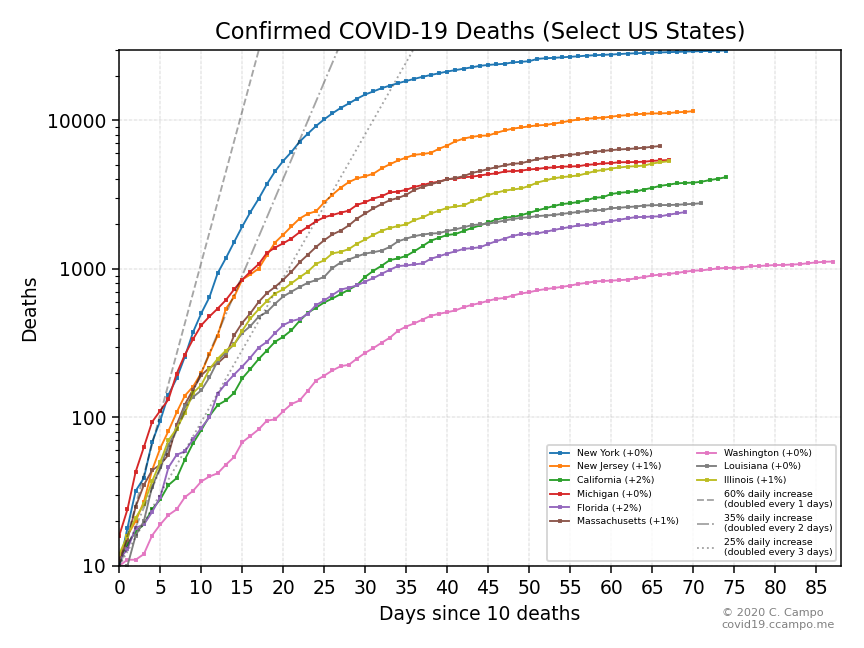 Confirmed COVID-19 Deaths (Select US States)
Deaths
10000
1000
100
10
0 5 10 15 20 25 30 35 40 45 50 55 60 65 70 75 80 85
Days since 10 deaths
New York (+0%)
New Jersey (+1%)
California (+2%)
Michigan (+0%)
Florida (+2%)
Massachusetts (+1%)
Washington (+0%)
Louisiana (+0%)
Illinois (+1%)
60% daily increase
(doubled every 1 days)
35% daily increase
(doubled every 2 days)
25% daily increase
(doubled every 3 days)
© 2020 C. Campo
covid19.ccampo.me